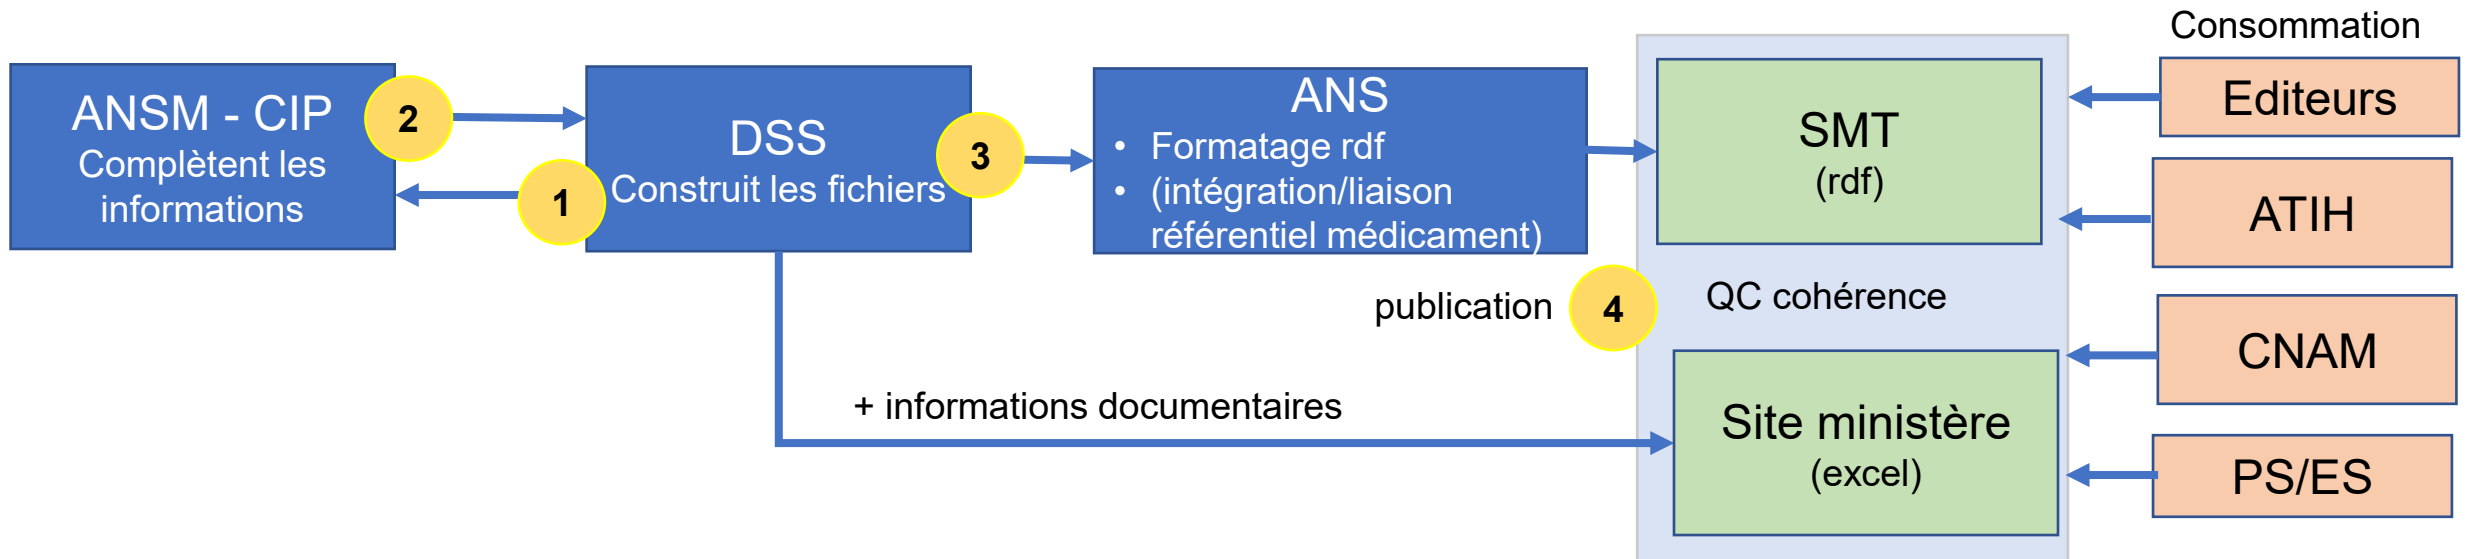 Consommation
ANSM - CIP
Complètent les
informations
2
1
DSS
Construit les fichiers
3
ANS
• Formatage rdf
• (intégration/liaison
référentiel médicament)
SMT
(rdf)
publication
4
QC cohérence
+ informations documentaires
Site ministère
(excel)
Editeurs
ATIH
CNAM
PS/ES